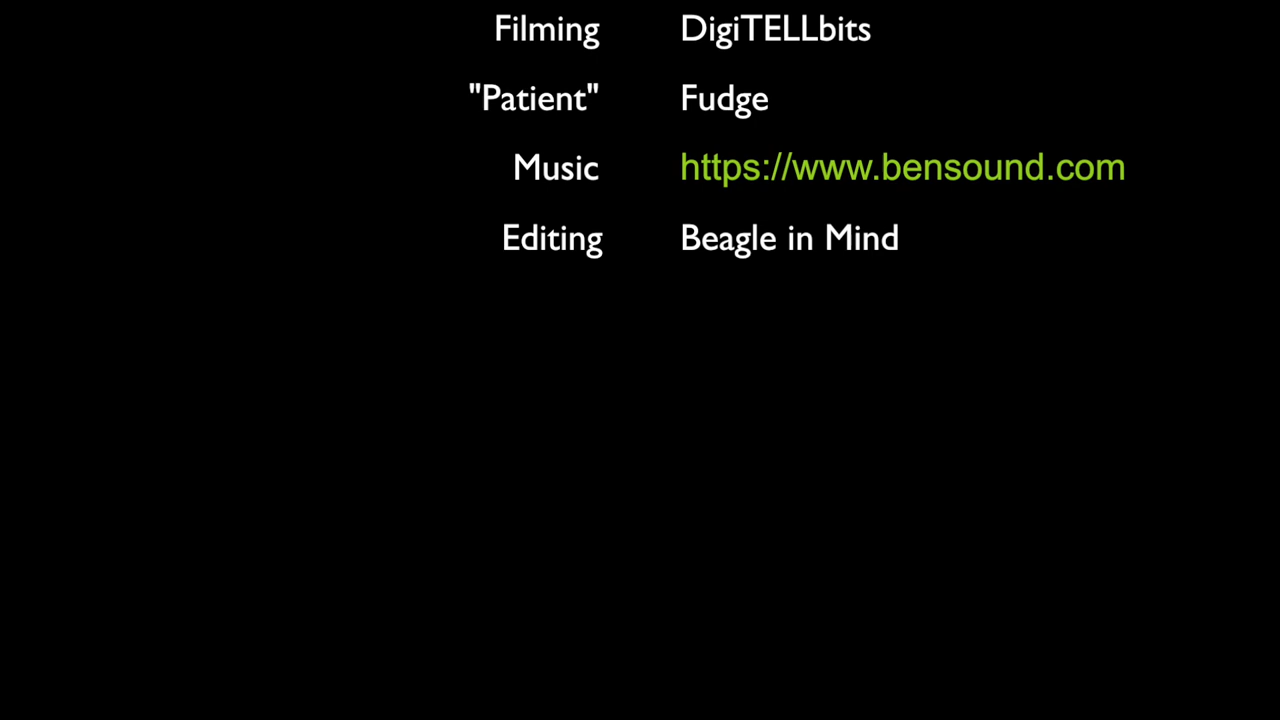 Filming DigiTELLbits
"Patient" Fudge
Music https://www.bensound.com
Editing Beagle in Mind